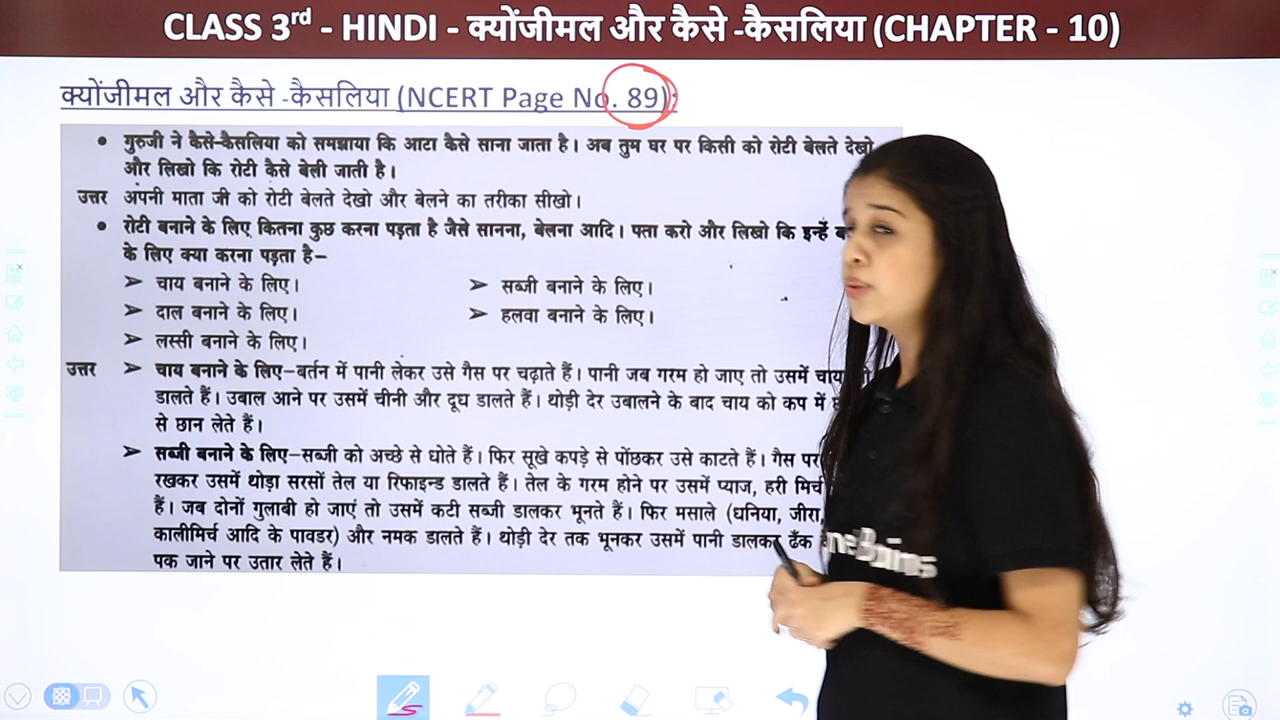 CLASS 3rd - HINDI - क्योंजीमल और कैसे -कैसलिया (CHAPTER - 10)
क्योंजीमल और कैसे -कैसलिया (NCERT Page No. 89):
• गुरुजी ने कैसे-कैसलिया को समझाया कि आटा कैसे साना जाता है। अब तुम घर पर किसी को रोटी बेलते देखो
और लिखो कि रोटी कैसे बेली जाती है।
उत्तर अपनी माता जी को रोटी बेलते देखो और बेलने का तरीका सीखो।
• रोटी बनाने के लिए कितना कुछ करना पड़ता है जैसे सानना, बेलना आदि। पता करो और लिखो कि इन्हें
के लिए क्या करना पड़ता है–
➢ चाय बनाने के लिए। ➢ सब्जी बनाने के लिए।
➢ दाल बनाने के लिए। ➢ हलवा बनाने के लिए।
➢ लस्सी बनाने के लिए।
उत्तर ➢ चाय बनाने के लिए–बर्तन में पानी लेकर उसे गैस पर चढ़ाते हैं। पानी जब गरम हो जाए तो उसमें चाय
डालते हैं। उबाल आने पर उसमें चीनी और दूध डालते हैं। थोड़ी देर उबालने के बाद चाय को कप में
से छान लेते हैं।
➢ सब्जी बनाने के लिए–सब्जी को अच्छे से धोते हैं। फिर सूखे कपड़े से पोंछकर उसे काटते हैं। गैस पर
रखकर उसमें थोड़ा सरसों तेल या रिफाइन्ड डालते हैं। तेल के गरम होने पर उसमें प्याज, हरी मिर्च
हैं। जब दोनों गुलाबी हो जाएं तो उसमें कटी सब्जी डालकर भूनते हैं। फिर मसाले (धनिया, जीरा,
कालीमिर्च आदि के पावडर) और नमक डालते हैं। थोड़ी देर तक भूनकर उसमें पानी डालकर ढँक
पक जाने पर उतार लेते हैं।